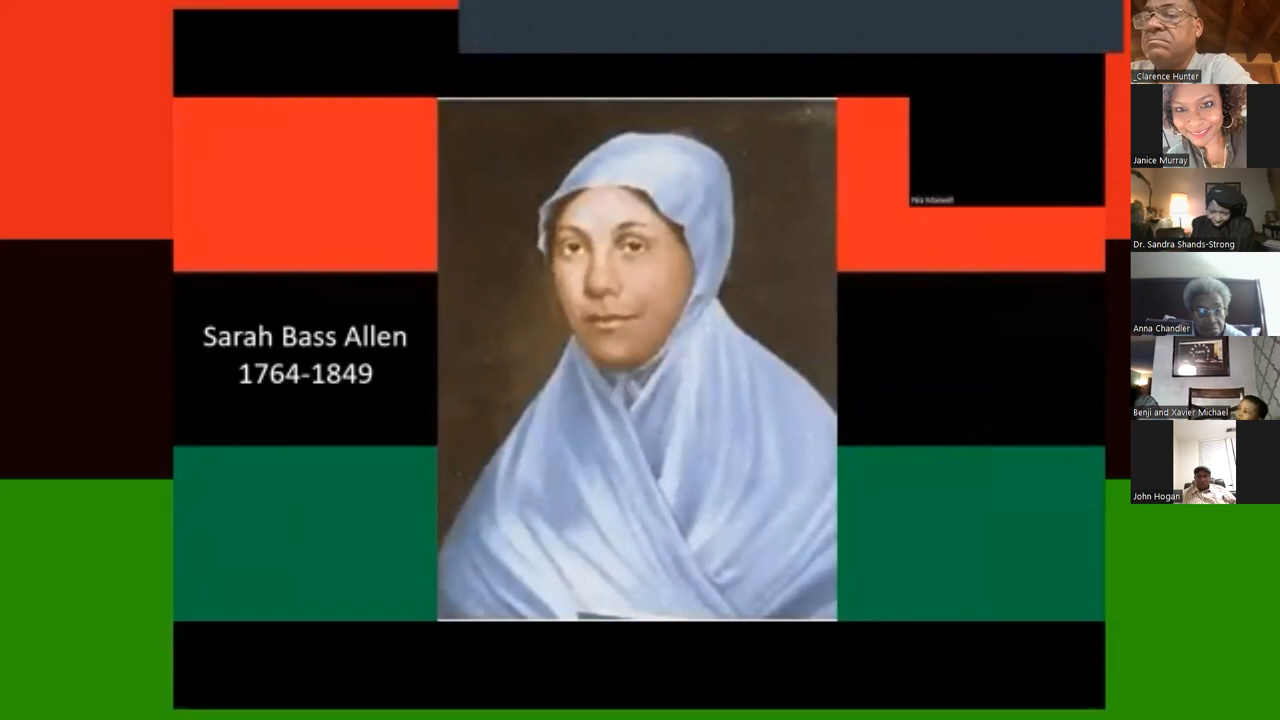 Sarah Bass Allen
1764-1849
_Clarence Hunter
Janice Murray
Dr. Sandra Shands-Strong
Anna Chandler
Benji and Xavier Michael
John Hogan